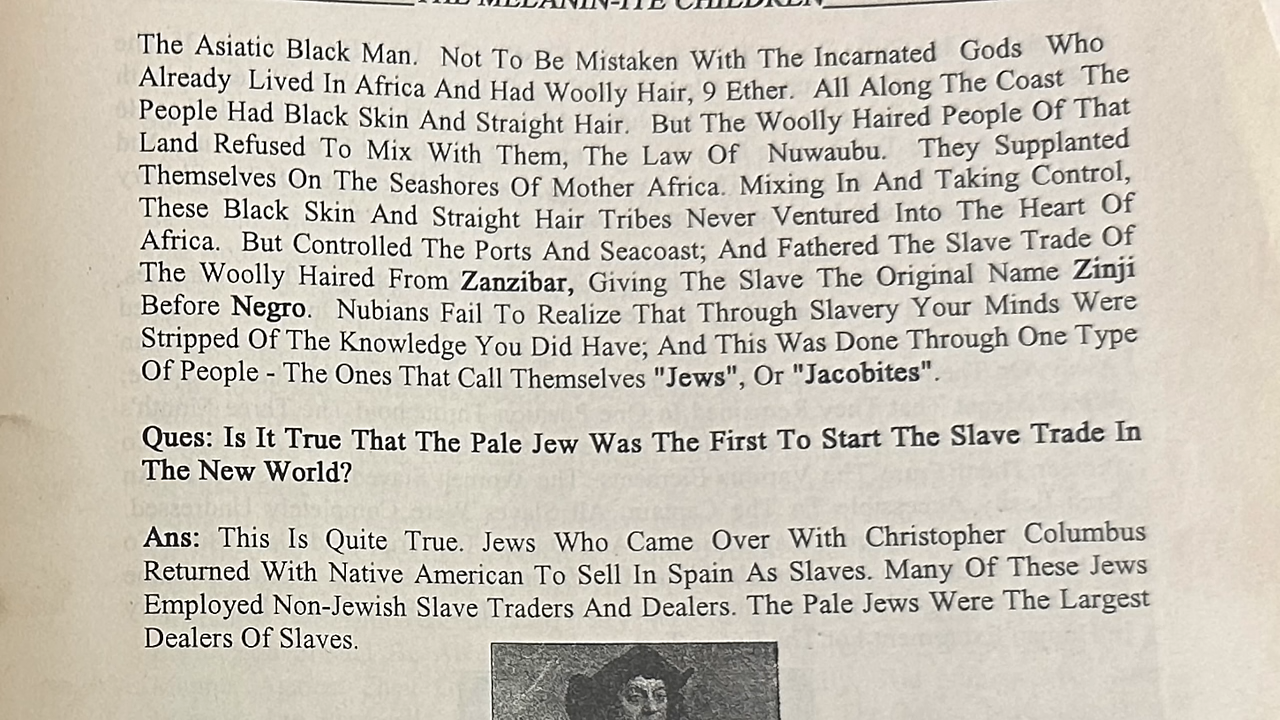 THE MELANIN-ITE CHILDREN
The Asiatic Black Man. Not To Be Mistaken With The Incarnated Gods Who
Already Lived In Africa And Had Woolly Hair, 9 Ether. All Along The Coast The
People Had Black Skin And Straight Hair. But The Woolly Haired People Of That
Land Refused To Mix With Them, The Law Of Nuwaubu. They Supplanted
Themselves On The Seashores Of Mother Africa. Mixing In And Taking Control,
These Black Skin And Straight Hair Tribes Never Ventured Into The Heart Of
Africa. But Controlled The Ports And Seacoast; And Fathered The Slave Trade Of
The Woolly Haired From Zanzibar, Giving The Slave The Original Name Zinji
Before Negro. Nubians Fail To Realize That Through Slavery Your Minds Were
Stripped Of The Knowledge You Did Have; And This Was Done Through One Type
Of People - The Ones That Call Themselves "Jews", Or "Jacobites".
Ques: Is It True That The Pale Jew Was The First To Start The Slave Trade In
The New World?
Ans: This Is Quite True. Jews Who Came Over With Christopher Columbus
Returned With Native American To Sell In Spain As Slaves. Many Of These Jews
Employed Non-Jewish Slave Traders And Dealers. The Pale Jews Were The Largest
Dealers Of Slaves.